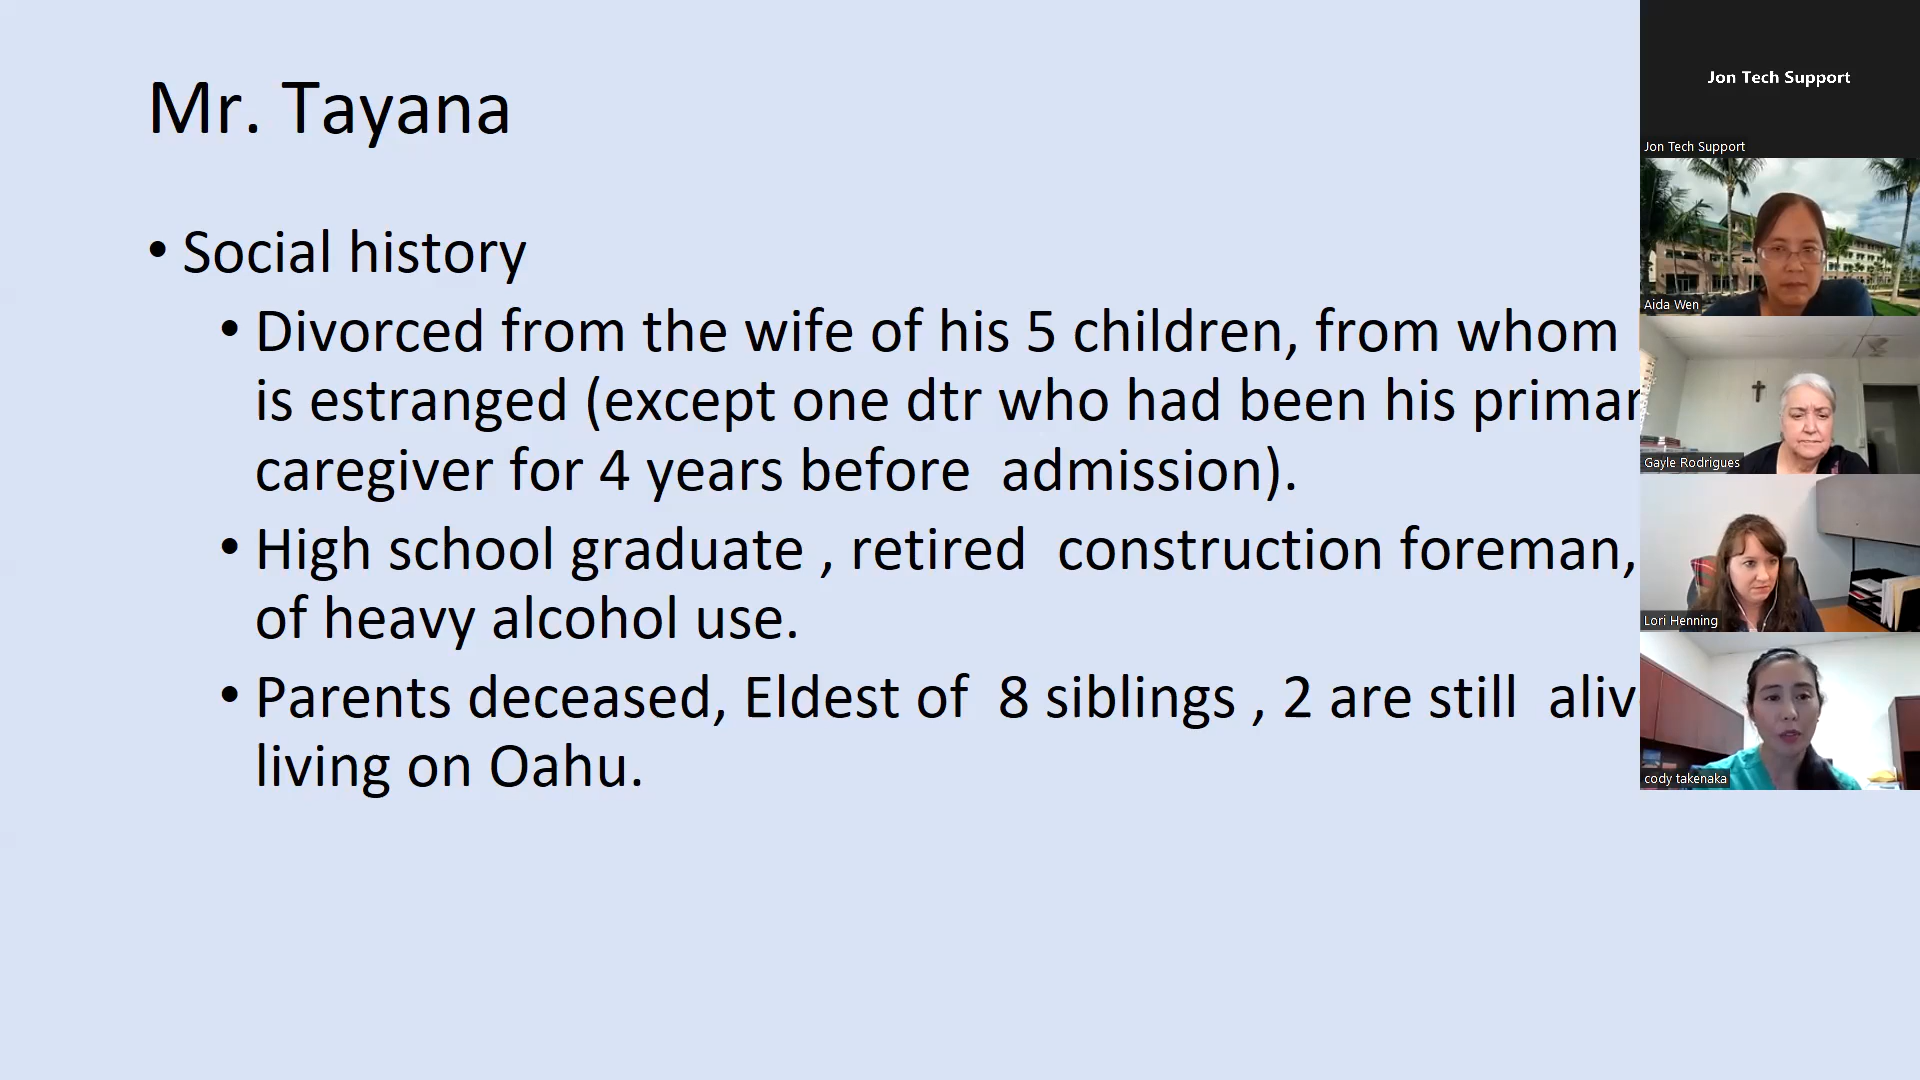 Mr. Tayana
• Social history
• Divorced from the wife of his 5 children, from whom
is estranged (except one dtr who had been his primar
caregiver for 4 years before  admission).
• High school graduate , retired  construction foreman,
of heavy alcohol use.
• Parents deceased, Eldest of  8 siblings , 2 are still  aliv
living on Oahu.
Jon Tech Support
Jon Tech Support
Aida Wen
Gayle Rodrigues
Lori Henning
cody takenaka